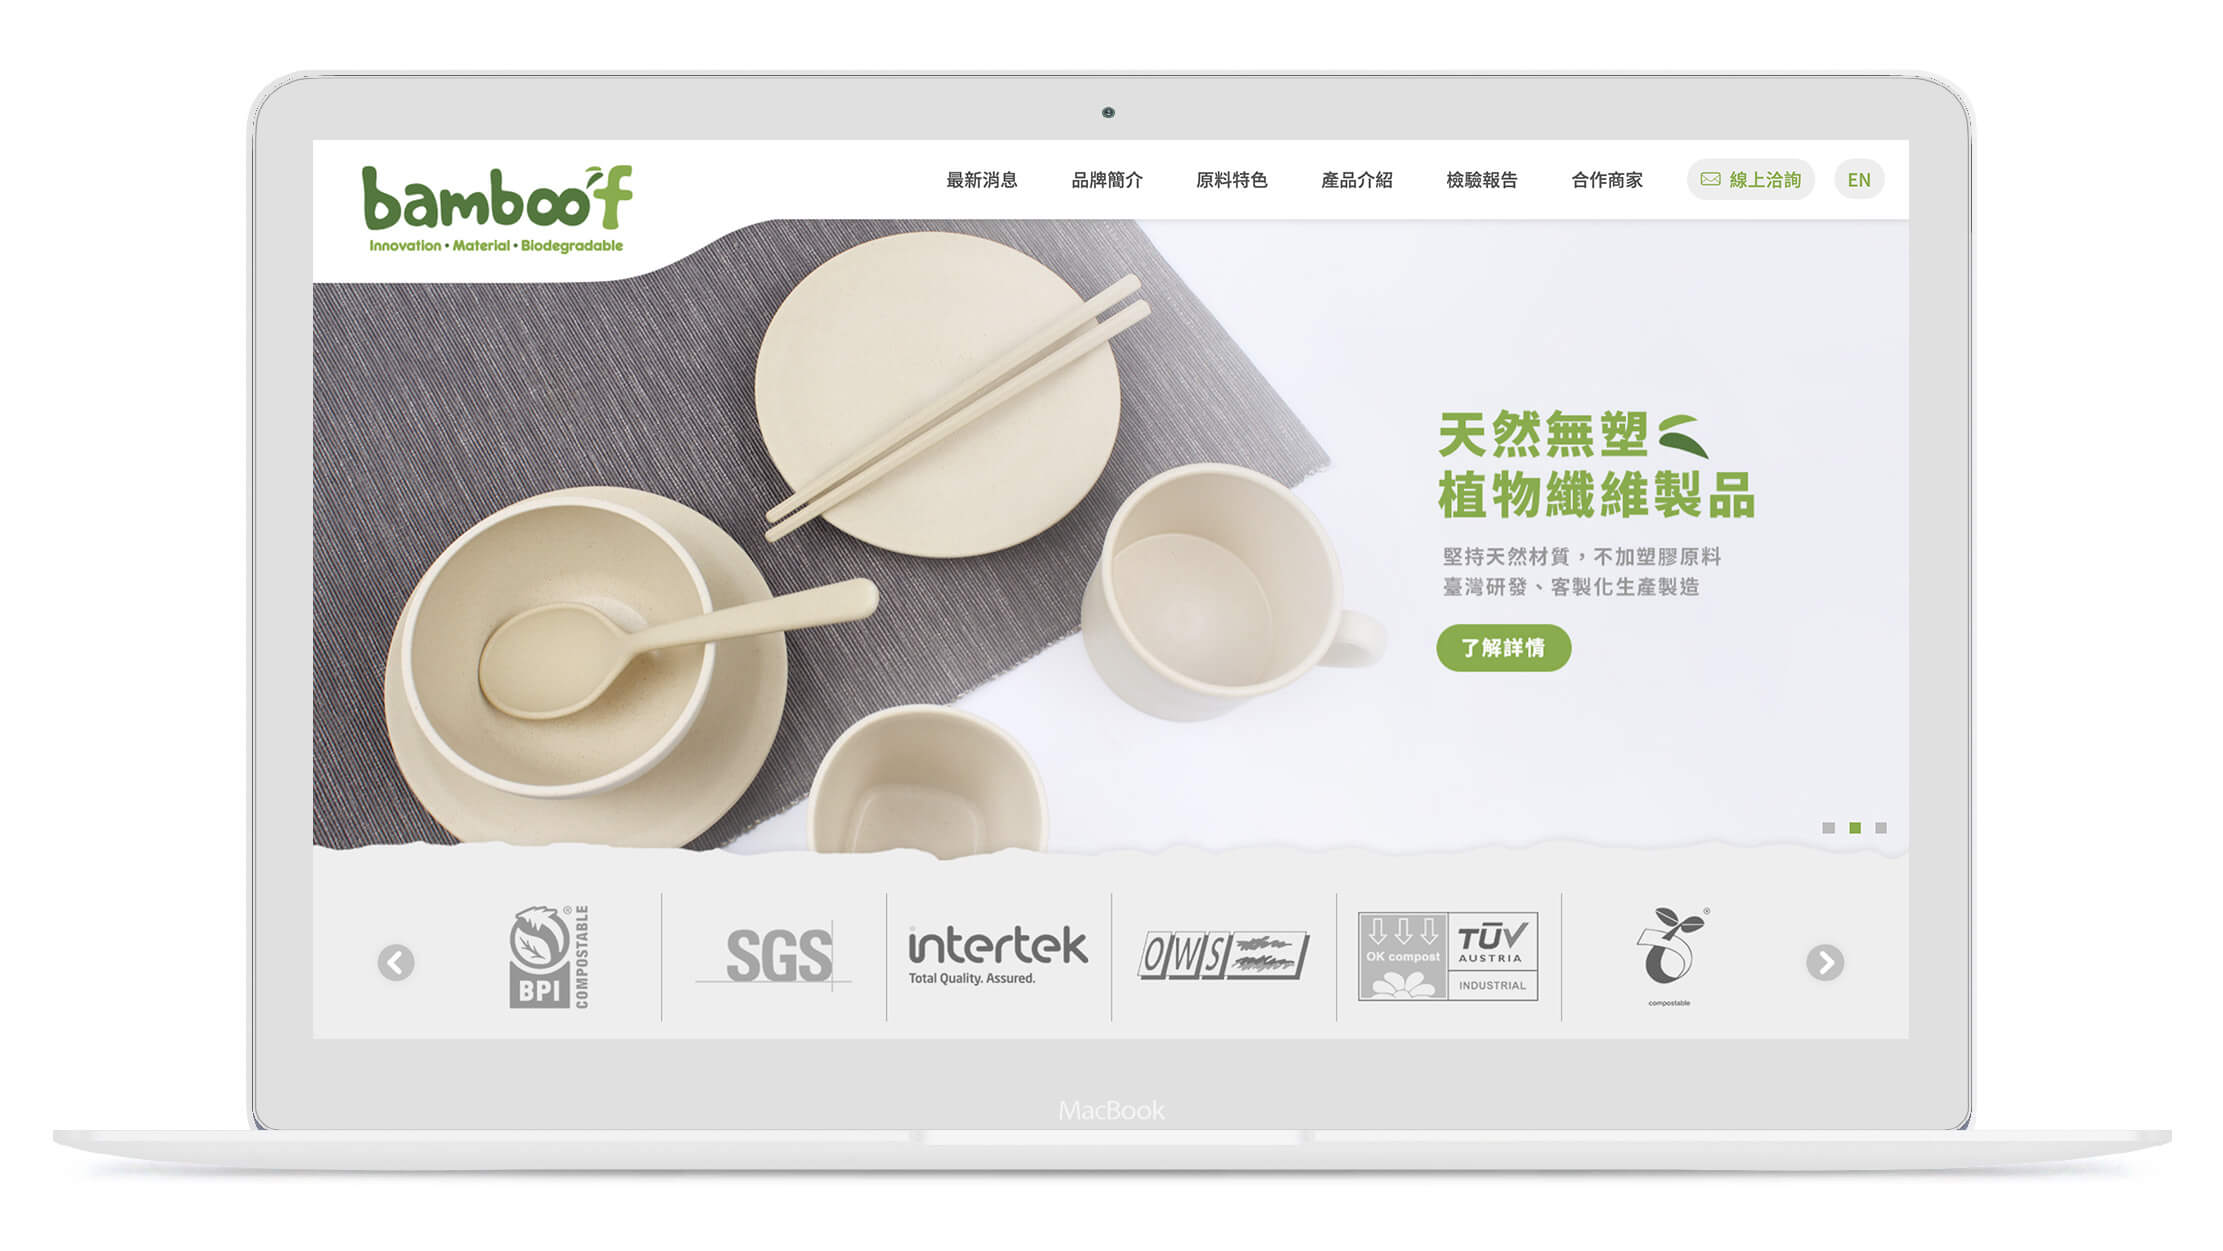 bamboo'f
Innovation • Material • Biodegradable
最新消息
品牌簡介
原料特色
產品介紹
檢驗報告
合作商家
線上洽詢
EN
天然無塑
植物纖維製品
堅持天然材質，不加塑膠原料
臺灣研發、客製化生產製造
了解詳情
BPI
COMPOSTABLE
®
SGS
intertek
Total Quality. Assured.
OWS
OK compost
TÜV
AUSTRIA
INDUSTRIAL
®
compostable
MacBook